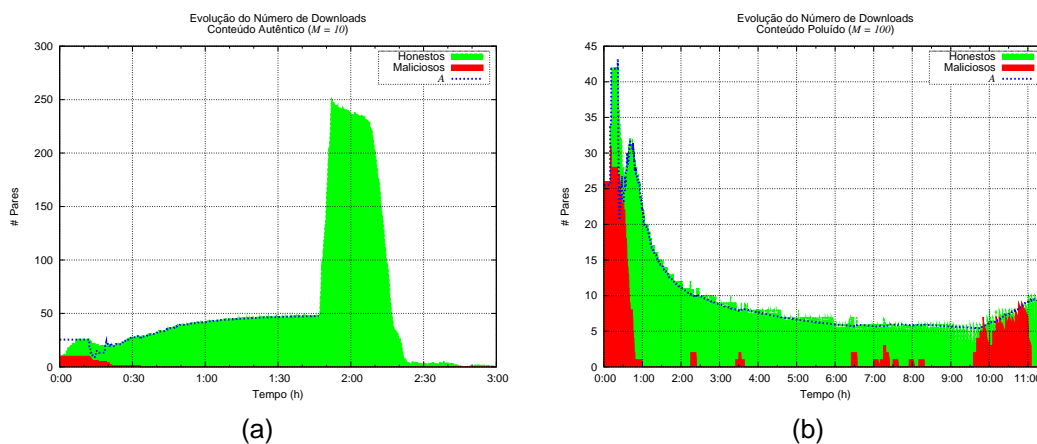 Evolução do Número de Downloads
Conteúdo Autêntico (M = 10)
300
250
200
150
100
50
0
# Pares
Honestos
Maliciosos
A
0:00 0:30 1:00 1:30 2:00 2:30 3:00
Tempo (h)
(a)
Evolução do Número de Downloads
Conteúdo Poluído (M = 100)
45
40
35
30
25
20
15
10
5
0
# Pares
Honestos
Maliciosos
A
0:00 1:00 2:00 3:00 4:00 5:00 6:00 7:00 8:00 9:00 10:00 11:00
Tempo (h)
(b)